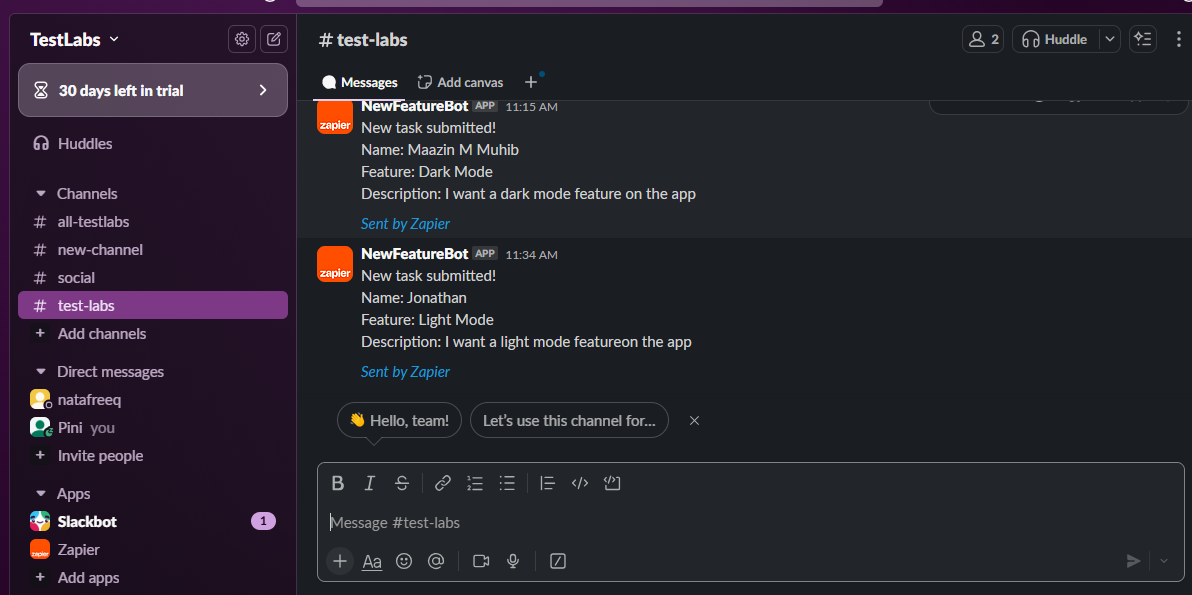 TestLabs
30 days left in trial
Huddles
Channels
# all-testlabs
# new-channel
# social
# test-labs
+ Add channels
Direct messages
natafreeq
Pini you
+ Invite people
Apps
Slackbot 1
zapier Zapier
+ Add apps
# test-labs
2 Huddle
Messages Add canvas +
zapier
NewFeatureBot APP 11:15 AM
New task submitted!
Name: Maazin M Muhib
Feature: Dark Mode
Description: I want a dark mode feature on the app
Sent by Zapier
zapier
NewFeatureBot APP 11:34 AM
New task submitted!
Name: Jonathan
Feature: Light Mode
Description: I want a light mode featureon the app
Sent by Zapier
👋 Hello, team! Let's use this channel for...
B I S
Message #test-labs
+ Aa @